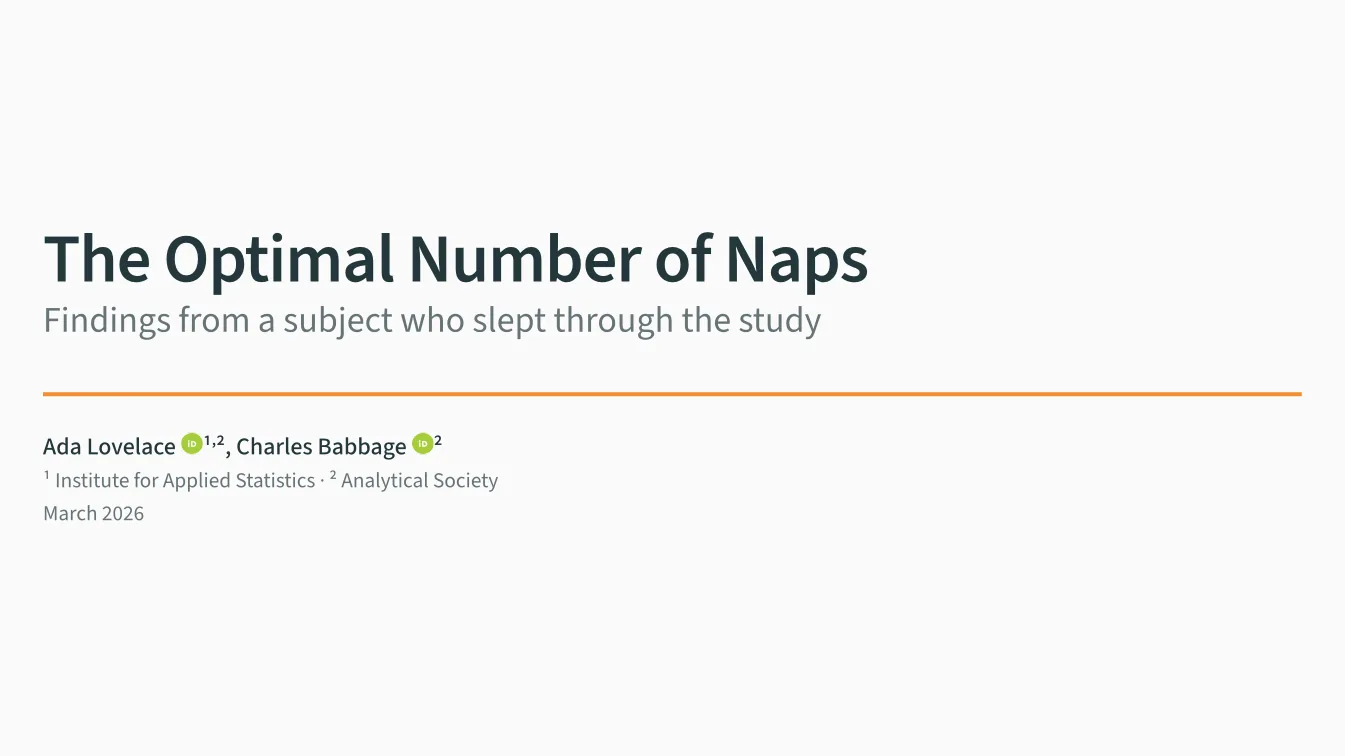 The Optimal Number of Naps
Findings from a subject who slept through the study
Ada Lovelace iD 1,2, Charles Babbage iD 2
1 Institute for Applied Statistics · 2 Analytical Society
March 2026